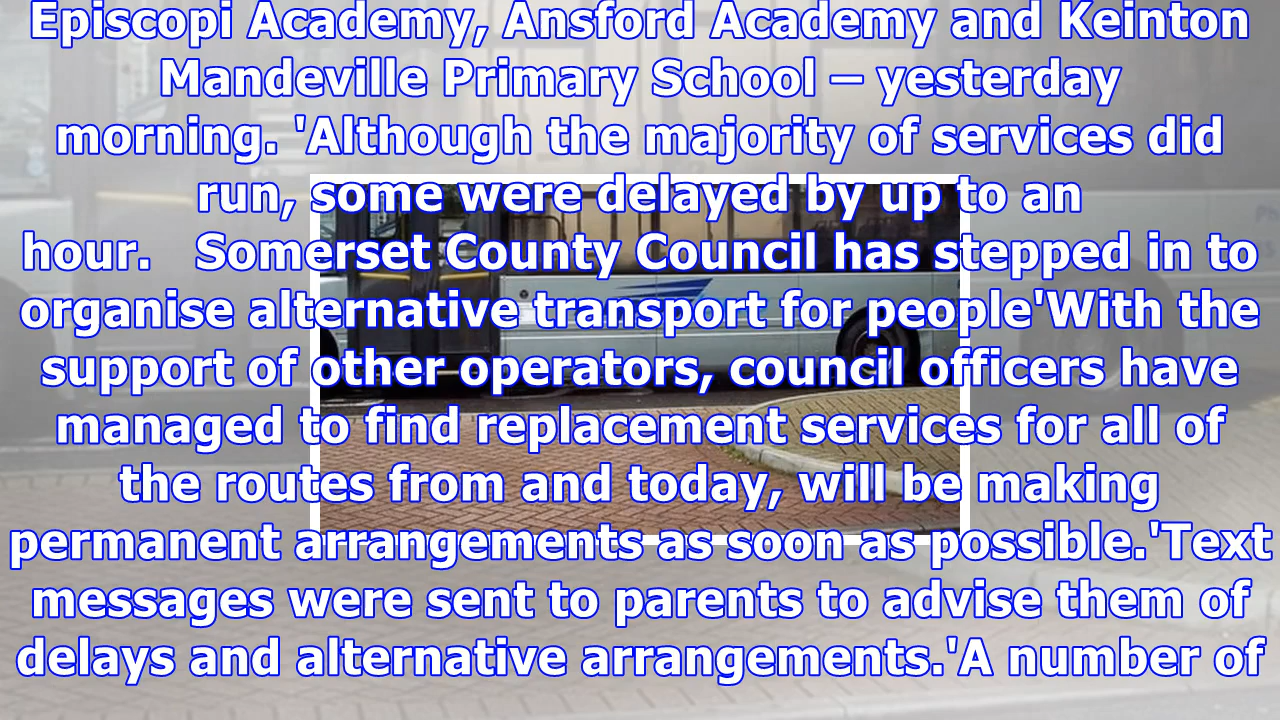 Episcopi Academy, Ansford Academy and Keinton
Mandeville Primary School – yesterday
morning. 'Although the majority of services did
run, some were delayed by up to an
hour.   Somerset County Council has stepped in to
organise alternative transport for people'With the
support of other operators, council officers have
managed to find replacement services for all of
the routes from and today, will be making
permanent arrangements as soon as possible.'Text
messages were sent to parents to advise them of
delays and alternative arrangements.'A number of